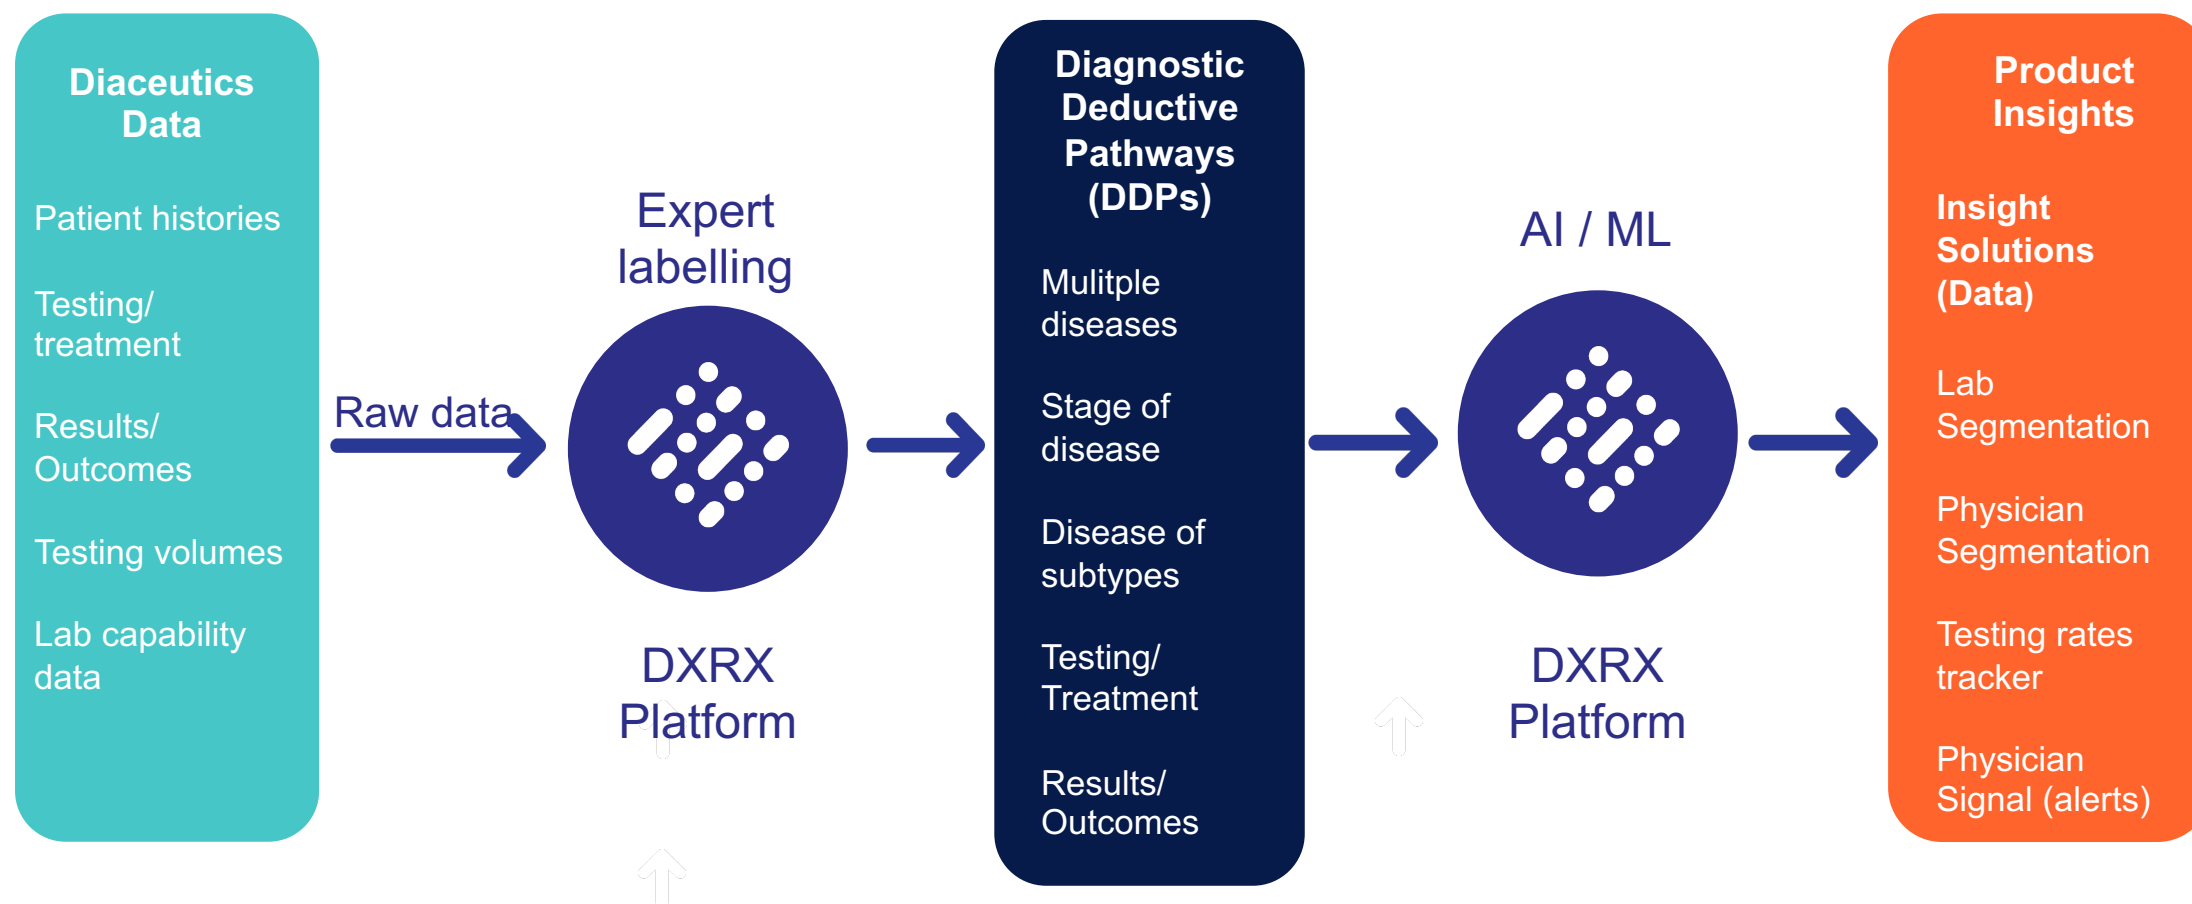 Diaceutics
Data
Patient histories
Testing/
treatment
Results/
Outcomes
Testing volumes
Lab capability
data
Raw data
Expert
labelling
DXRX
Platform
Diagnostic
Deductive
Pathways
(DDPs)
Mulitple
diseases
Stage of
disease
Disease of
subtypes
Testing/
Treatment
Results/
Outcomes
AI / ML
DXRX
Platform
Product
Insights
Insight
Solutions
(Data)
Lab
Segmentation
Physician
Segmentation
Testing rates
tracker
Physician
Signal (alerts)